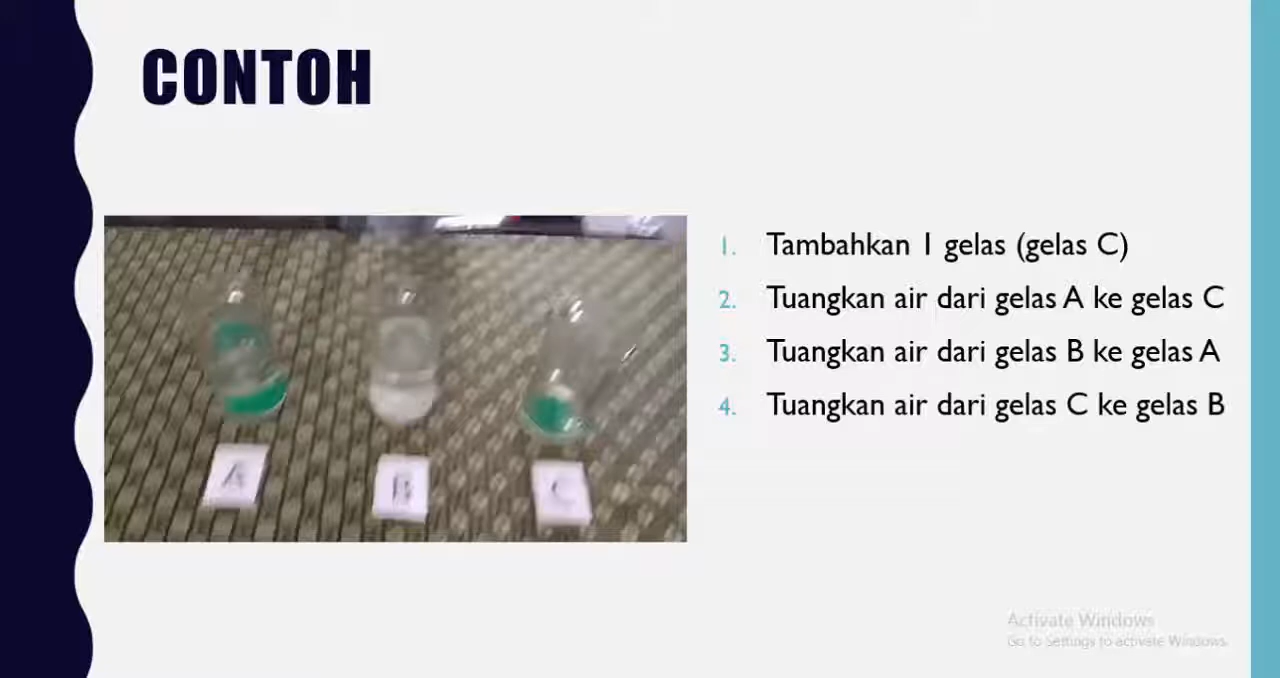 CONTOH
1. Tambahkan 1 gelas (gelas C)
2. Tuangkan air dari gelas A ke gelas C
3. Tuangkan air dari gelas B ke gelas A
4. Tuangkan air dari gelas C ke gelas B
A
B
C
Activate Windows
Go to Settings to activate Windows.